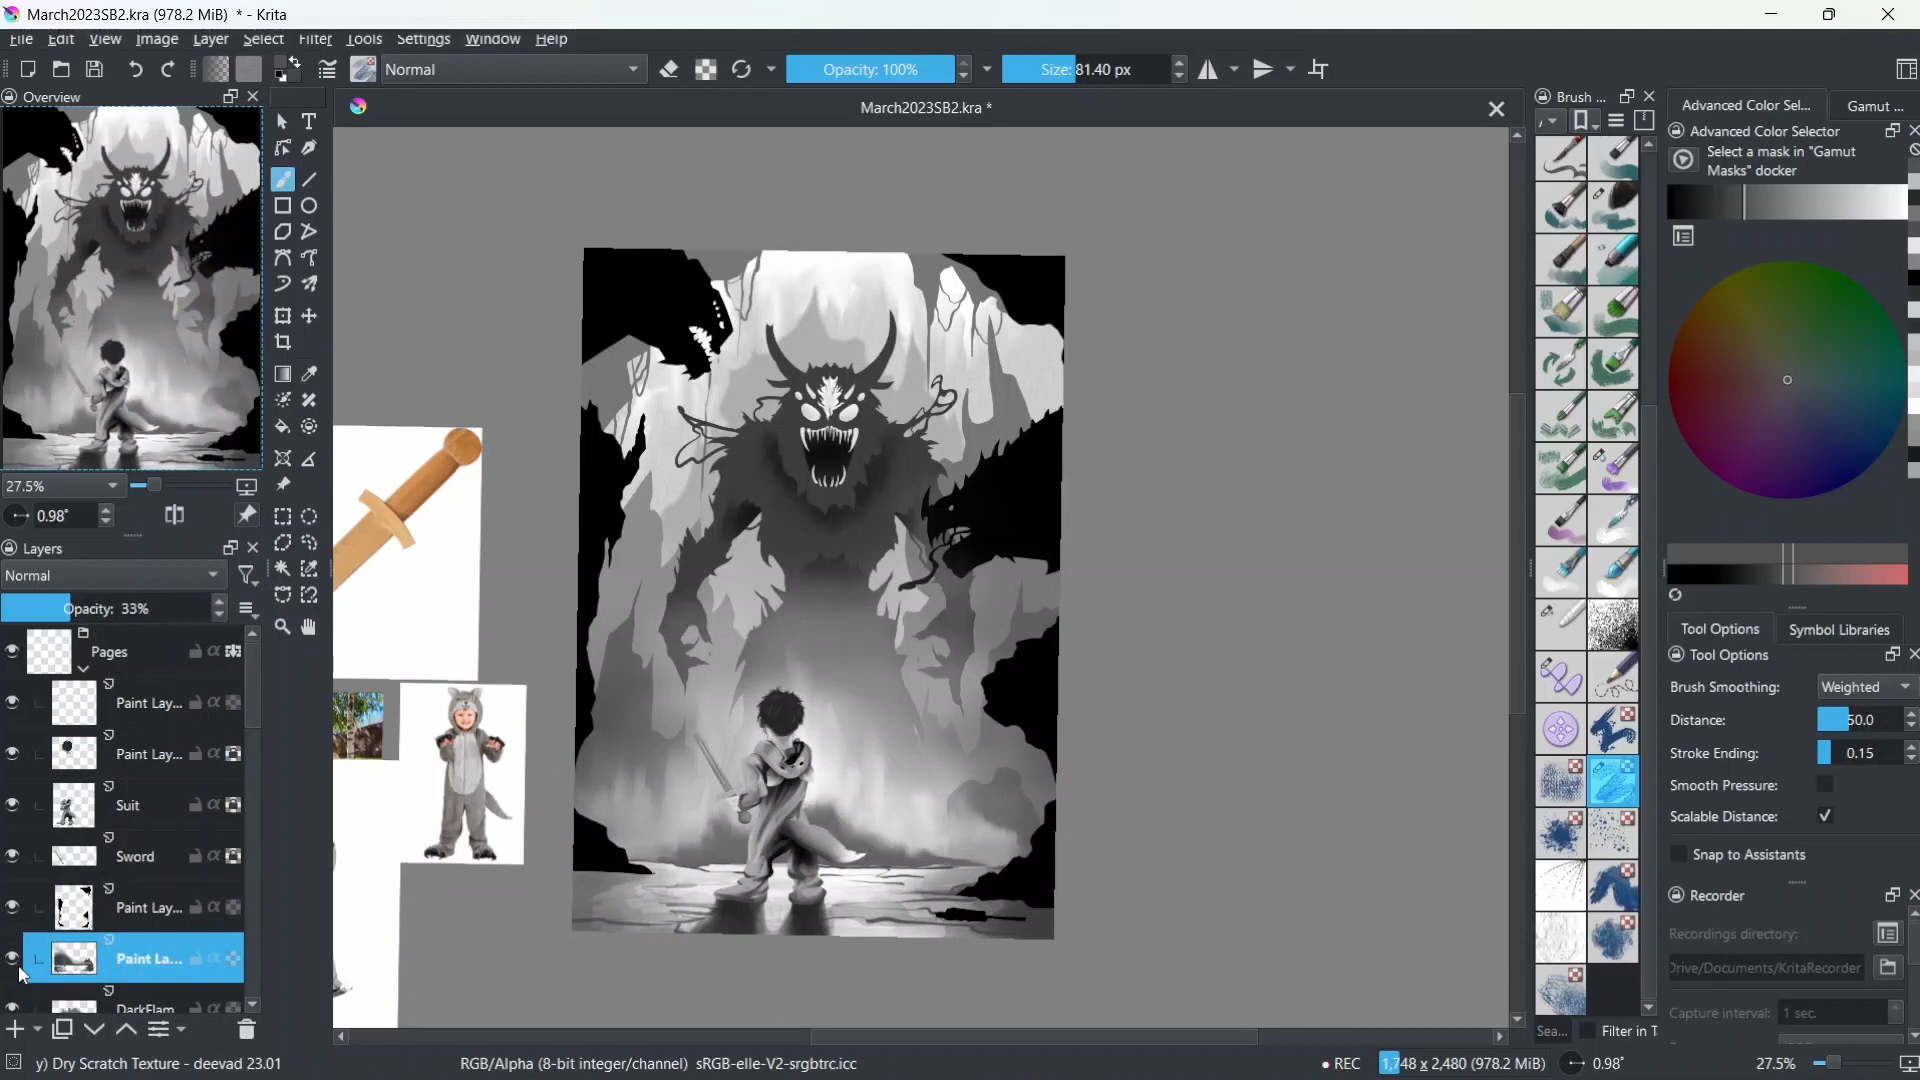 March2023SB2.kra (978.2 MiB) * - Krita
File Edit View Image Layer Select Filter Tools Settings Window Help
Normal
Opacity: 100%
Size: 81.40 px
Overview
March2023SB2.kra *
Brush ...
Advanced Color Sel...
Gamut ...
Advanced Color Selector
Select a mask in "Gamut
Masks" docker
27.5%
0.98°
Layers
Normal
Opacity: 33%
Pages
Paint Lay...
Paint Lay...
Suit
Sword
Paint Lay...
Paint La...
DarkFlam
Tool Options
Symbol Libraries
Tool Options
Brush Smoothing: Weighted
Distance: 50.0
Stroke Ending: 0.15
Smooth Pressure:
Scalable Distance:
Snap to Assistants
Recorder
Recordings directory:
Drive/Documents/KritaRecorder
Capture interval: 1 sec.
Sea...
Filter in T
y) Dry Scratch Texture - deevad 23.01
RGB/Alpha (8-bit integer/channel) sRGB-elle-V2-srgbtrc.icc
REC
1,748 x 2,480 (978.2 MiB)
0.98°
27.5%